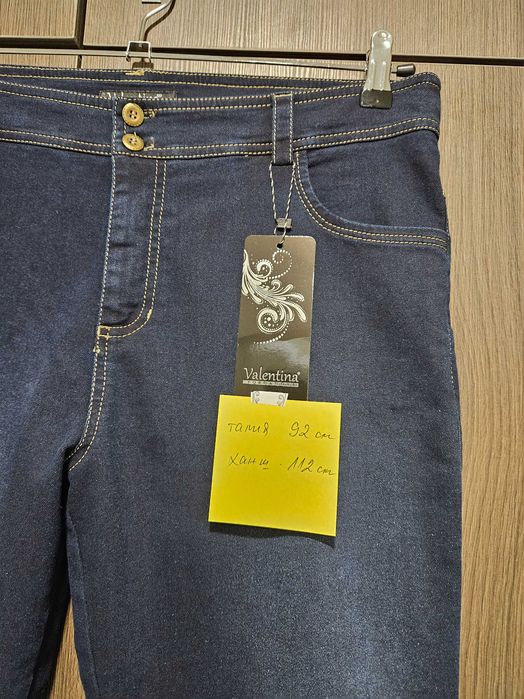 Valentina®
талия 92 cm
ханш - 112 cm